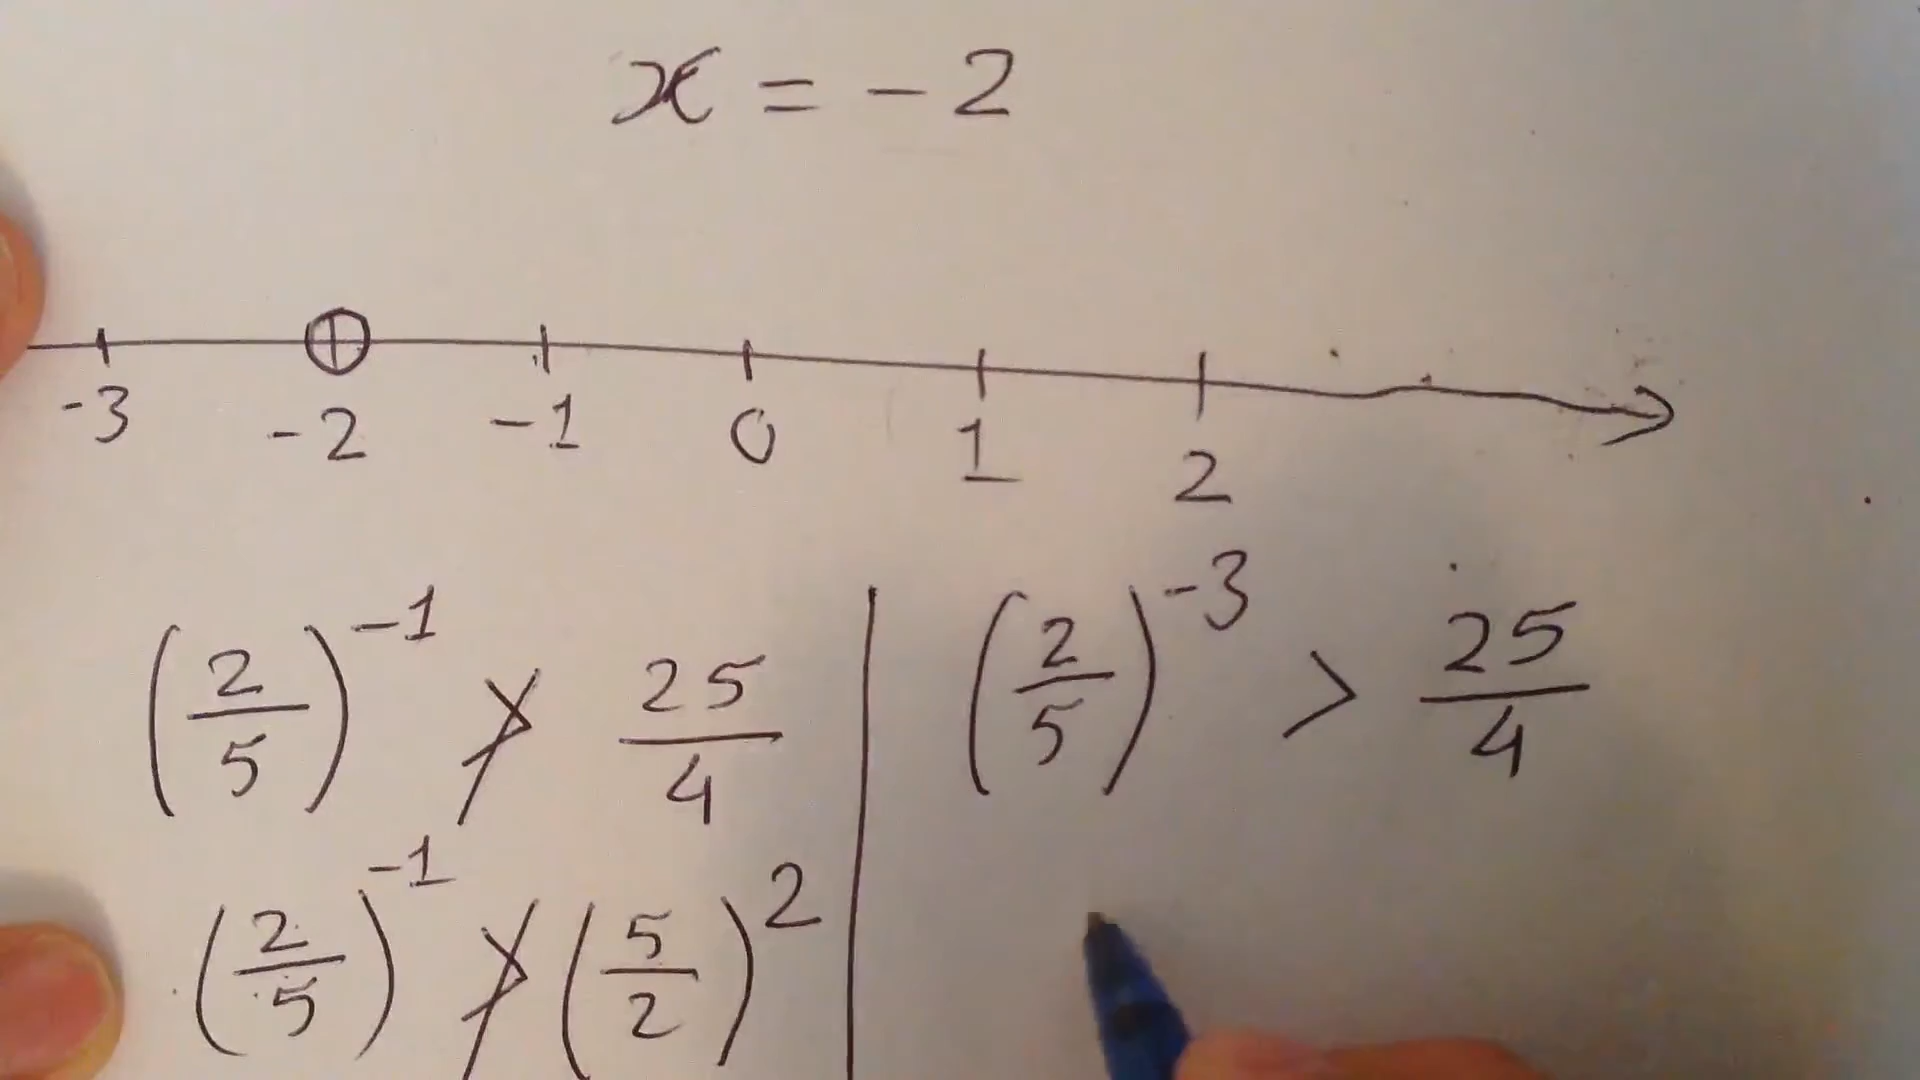 x = -2
-3 -2 -1 0 1 2
(2/5)^-1 ≯ 25/4
(2/5)^-1 ≯ (5/2)^2
(2/5)^-3 > 25/4